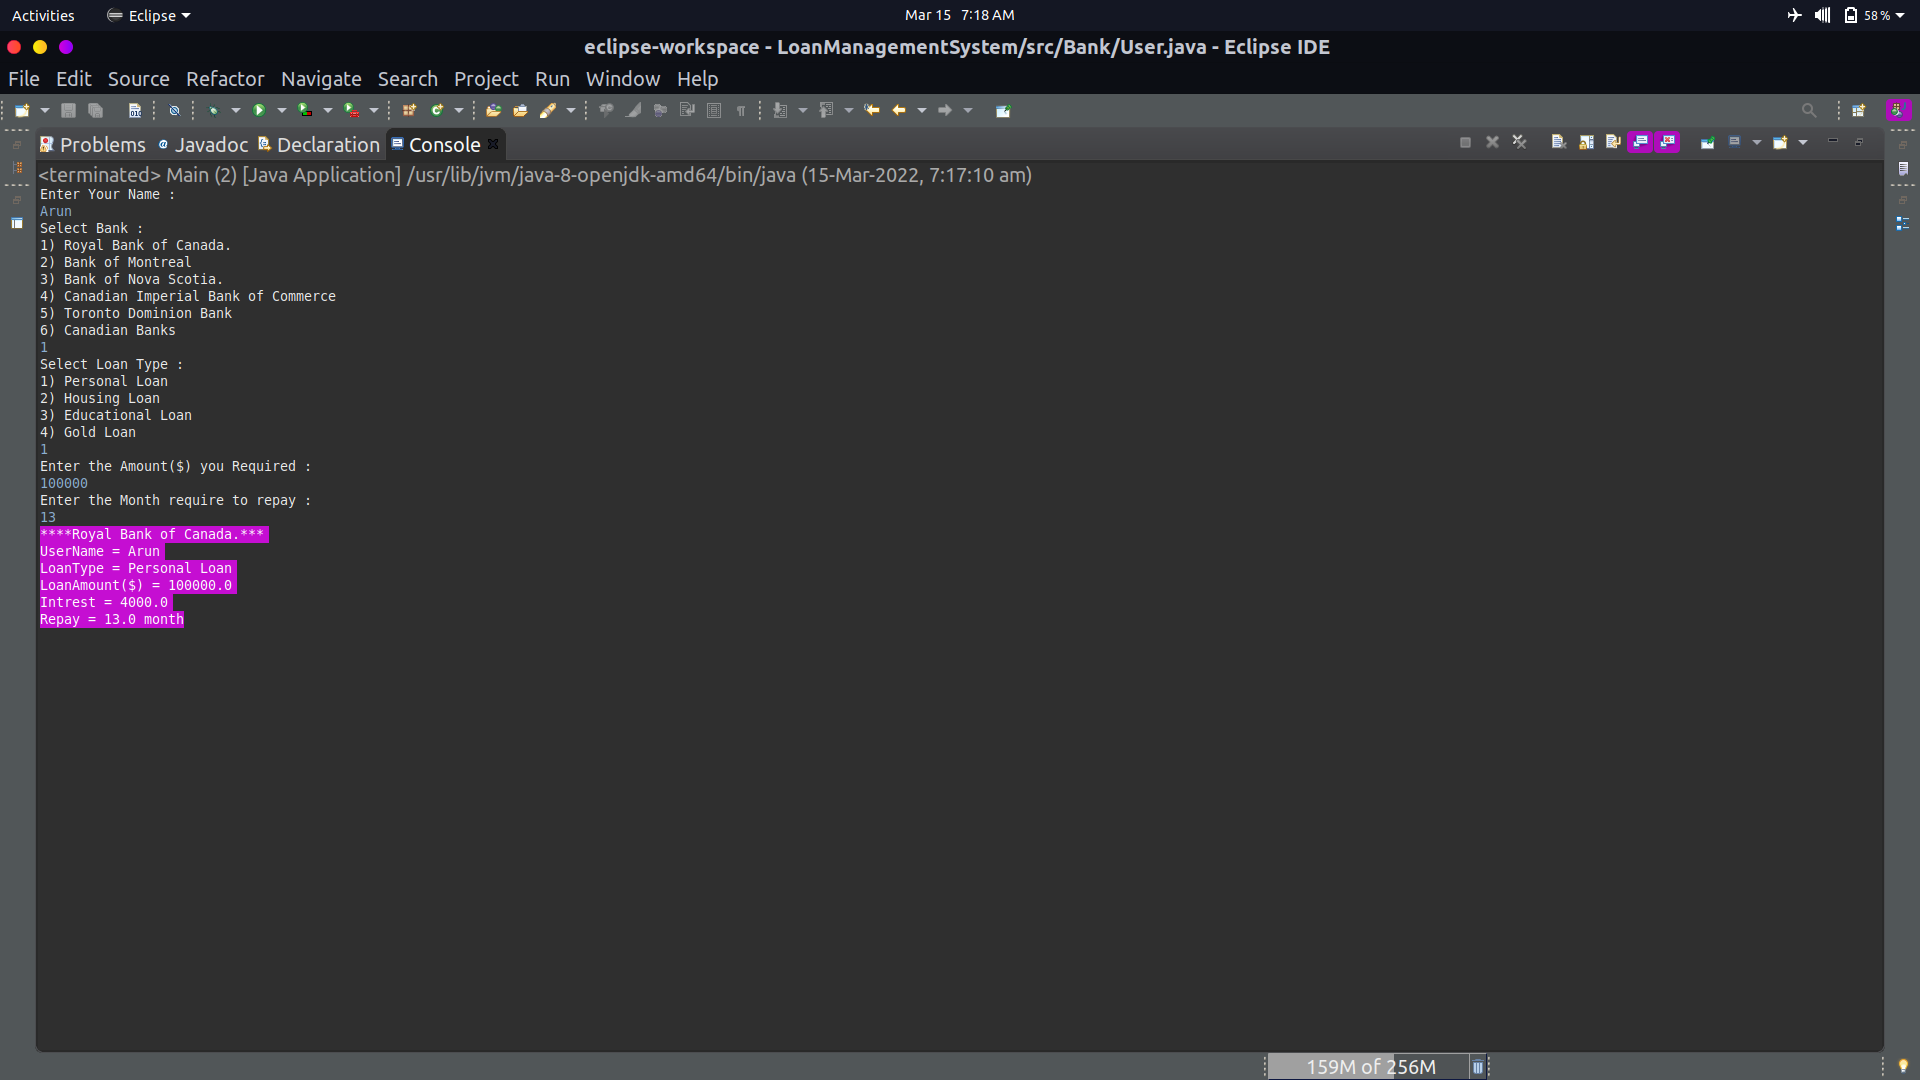 Activities Eclipse Mar 15 7:18 AM 58 %
eclipse-workspace - LoanManagementSystem/src/Bank/User.java - Eclipse IDE
File Edit Source Refactor Navigate Search Project Run Window Help
Problems Javadoc Declaration Console
<terminated> Main (2) [Java Application] /usr/lib/jvm/java-8-openjdk-amd64/bin/java (15-Mar-2022, 7:17:10 am)
Enter Your Name :
Arun
Select Bank :
1) Royal Bank of Canada.
2) Bank of Montreal
3) Bank of Nova Scotia.
4) Canadian Imperial Bank of Commerce
5) Toronto Dominion Bank
6) Canadian Banks
1
Select Loan Type :
1) Personal Loan
2) Housing Loan
3) Educational Loan
4) Gold Loan
1
Enter the Amount($) you Required :
100000
Enter the Month require to repay :
13
****Royal Bank of Canada.***
UserName = Arun
LoanType = Personal Loan
LoanAmount($) = 100000.0
Intrest = 4000.0
Repay = 13.0 month
159M of 256M